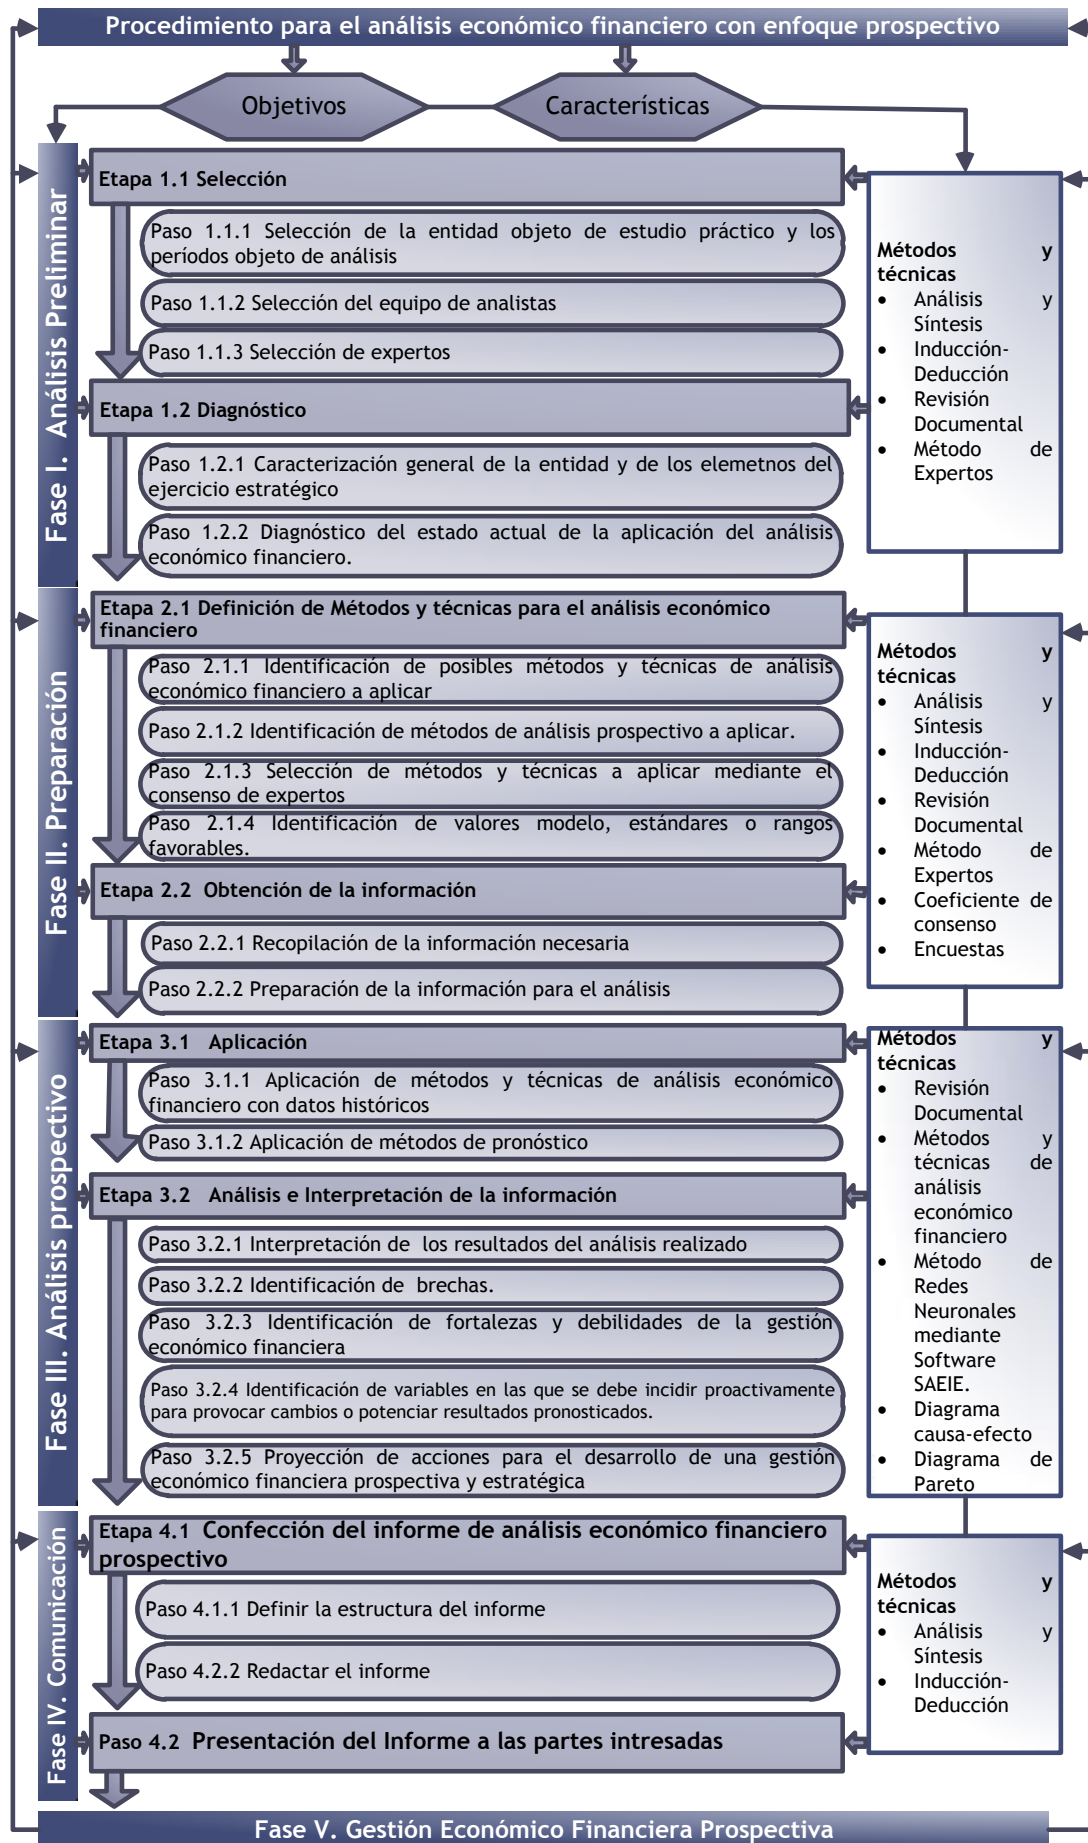 Procedimiento para el análisis económico financiero con enfoque prospectivo
Objetivos
Características
Fase I. Análisis Preliminar
Etapa 1.1 Selección
Paso 1.1.1 Selección de la entidad objeto de estudio práctico y los
períodos objeto de análisis
Paso 1.1.2 Selección del equipo de analistas
Paso 1.1.3 Selección de expertos
Etapa 1.2 Diagnóstico
Paso 1.2.1 Caracterización general de la entidad y de los elemetnos del
ejercicio estratégico
Paso 1.2.2 Diagnóstico del estado actual de la aplicación del análisis
económico financiero.
Métodos y
técnicas
• Análisis y
Síntesis
• Inducción-
Deducción
• Revisión
Documental
• Método de
Expertos
Fase II. Preparación
Etapa 2.1 Definición de Métodos y técnicas para el análisis económico
financiero
Paso 2.1.1 Identificación de posibles métodos y técnicas de análisis
económico financiero a aplicar
Paso 2.1.2 Identificación de métodos de análisis prospectivo a aplicar.
Paso 2.1.3 Selección de métodos y técnicas a aplicar mediante el
consenso de expertos
Paso 2.1.4 Identificación de valores modelo, estándares o rangos
favorables.
Etapa 2.2 Obtención de la información
Paso 2.2.1 Recopilación de la información necesaria
Paso 2.2.2 Preparación de la información para el análisis
Métodos y
técnicas
• Análisis y
Síntesis
• Inducción-
Deducción
• Revisión
Documental
• Método de
Expertos
• Coeficiente de
consenso
• Encuestas
Fase III. Análisis prospectivo
Etapa 3.1 Aplicación
Paso 3.1.1 Aplicación de métodos y técnicas de análisis económico
financiero con datos históricos
Paso 3.1.2 Aplicación de métodos de pronóstico
Etapa 3.2 Análisis e Interpretación de la información
Paso 3.2.1 Interpretación de los resultados del análisis realizado
Paso 3.2.2 Identificación de brechas.
Paso 3.2.3 Identificación de fortalezas y debilidades de la gestión
económico financiera
Paso 3.2.4 Identificación de variables en las que se debe incidir proactivamente
para provocar cambios o potenciar resultados pronosticados.
Paso 3.2.5 Proyección de acciones para el desarrollo de una gestión
económico financiera prospectiva y estratégica
Métodos y
técnicas
• Revisión
Documental
• Métodos y
técnicas de
análisis
económico
financiero
• Método de
Redes
Neuronales
mediante
Software
SAEIE.
• Diagrama
causa-efecto
• Diagrama de
Pareto
Fase IV. Comunicación
Etapa 4.1 Confección del informe de análisis económico financiero
prospectivo
Paso 4.1.1 Definir la estructura del informe
Paso 4.2.2 Redactar el informe
Paso 4.2 Presentación del Informe a las partes intresadas
Métodos y
técnicas
• Análisis y
Síntesis
• Inducción-
Deducción
Fase V. Gestión Económico Financiera Prospectiva